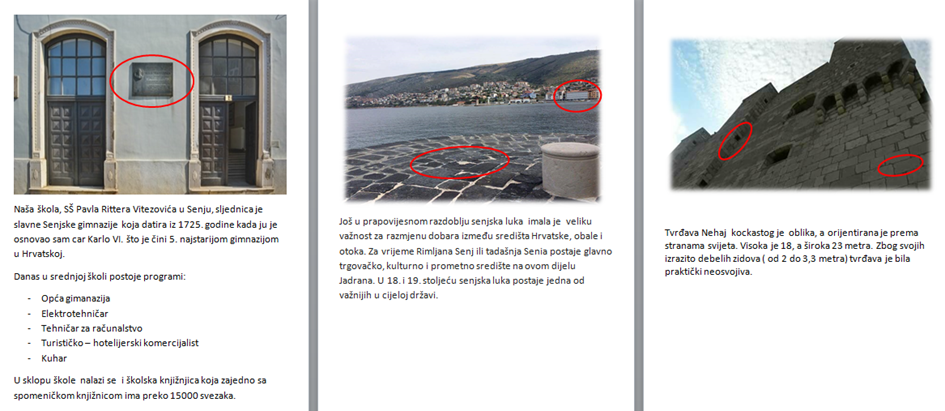 Naša škola, SŠ Pavla Rittera Vitezovića u Senju, sljednica je
slavne Senjske gimnazije koja datira iz 1725. godine kada ju je
osnovao sam car Karlo VI. što je čini 5. najstarijom gimnazijom
u Hrvatskoj.
Danas u srednjoj školi postoje programi:
- Opća gimanazija
- Elektrotehničar
- Tehničar za računalstvo
- Turističko – hotelijerski komercijalist
- Kuhar
U sklopu škole nalazi se i školska knjižnjica koja zajedno sa
spomeničkom knjižnicom ima preko 15000 svezaka.
Još u prapovijesnom razdoblju senjska luka imala je veliku
važnost za razmjenu dobara između središta Hrvatske, obale i
otoka. Za vrijeme Rimljana Senj ili tadašnja Senia postaje glavno
trgovačko, kulturno i prometno središte na ovom dijelu
Jadrana. U 18. i 19. stoljeću senjska luka postaje jedna od
važnijih u cijeloj državi.
Tvrđava Nehaj kockastog je oblika, a orijentirana je prema
stranama svijeta. Visoka je 18, a široka 23 metra. Zbog svojih
izrazito debelih zidova ( od 2 do 3,3 metra) tvrđava je bila
praktički neosvojiva.